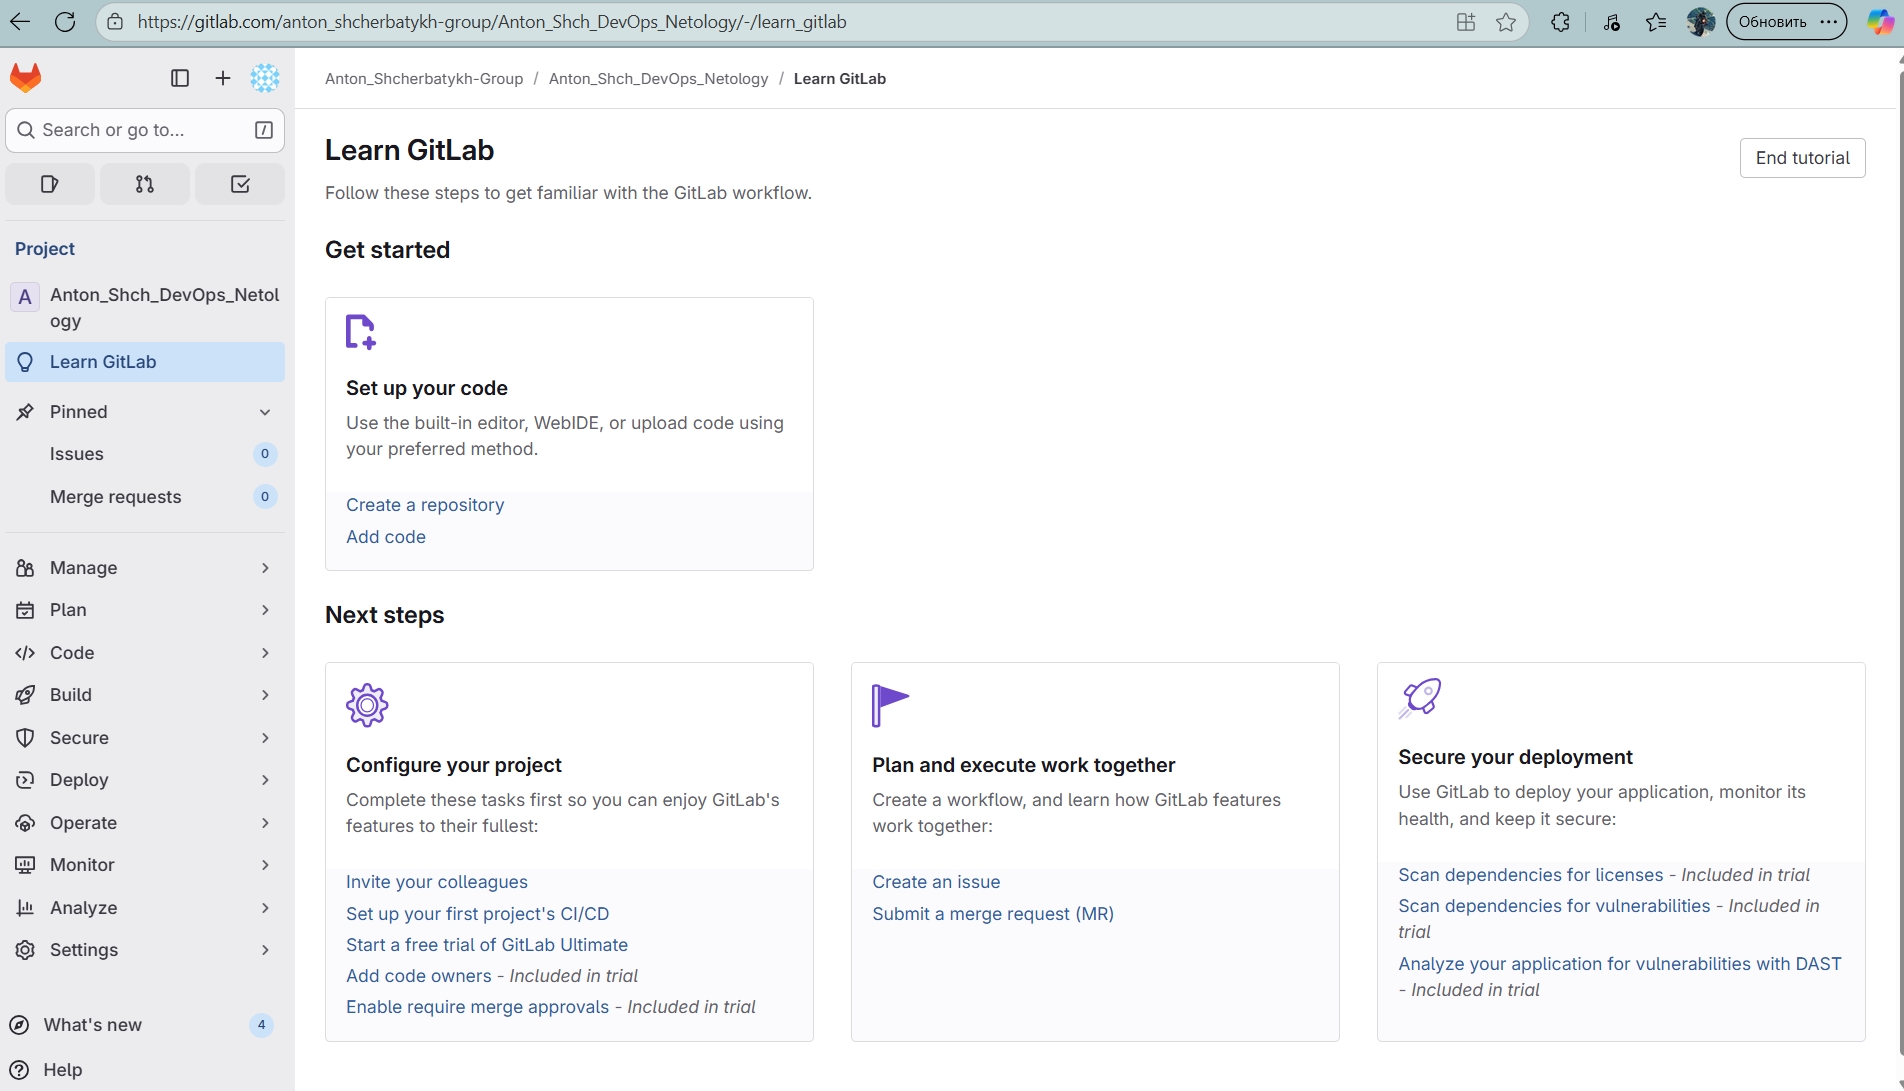 https://gitlab.com/anton_shcherbatykh-group/Anton_Shch_DevOps_Netology/-/learn_gitlab
Обновить
Anton_Shcherbatykh-Group / Anton_Shch_DevOps_Netology / Learn GitLab
Search or go to...
/
Project
A
Anton_Shch_DevOps_Netol
ogy
Learn GitLab
Pinned
Issues
0
Merge requests
0
Manage
Plan
Code
Build
Secure
Deploy
Operate
Monitor
Analyze
Settings
What's new
4
Help
Learn GitLab
End tutorial
Follow these steps to get familiar with the GitLab workflow.
Get started
Set up your code
Use the built-in editor, WebIDE, or upload code using
your preferred method.
Create a repository
Add code
Next steps
Configure your project
Complete these tasks first so you can enjoy GitLab's
features to their fullest:
Invite your colleagues
Set up your first project's CI/CD
Start a free trial of GitLab Ultimate
Add code owners - Included in trial
Enable require merge approvals - Included in trial
Plan and execute work together
Create a workflow, and learn how GitLab features
work together:
Create an issue
Submit a merge request (MR)
Secure your deployment
Use GitLab to deploy your application, monitor its
health, and keep it secure:
Scan dependencies for licenses - Included in trial
Scan dependencies for vulnerabilities - Included in
trial
Analyze your application for vulnerabilities with DAST
- Included in trial